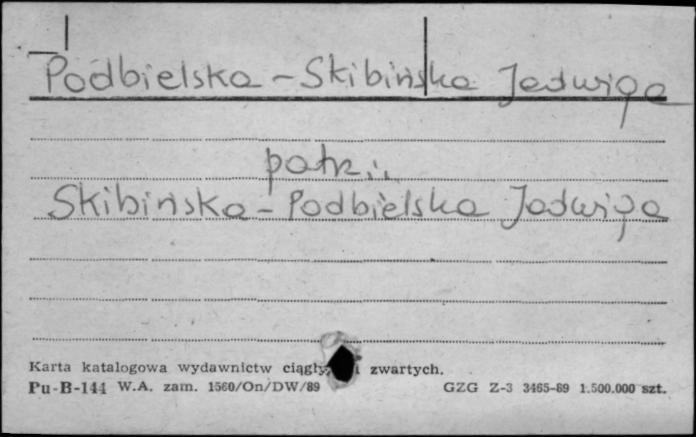 Podbielska - Skibińska Jadwiga
patrz:
Skibińska - Podbielska Jadwiga
Karta katalogowa wydawnictw zwartych.
Pu-B-144 W.A. zam. 1560/On/DW/89 GZG Z-3 3465-89 1.500.000 szt.